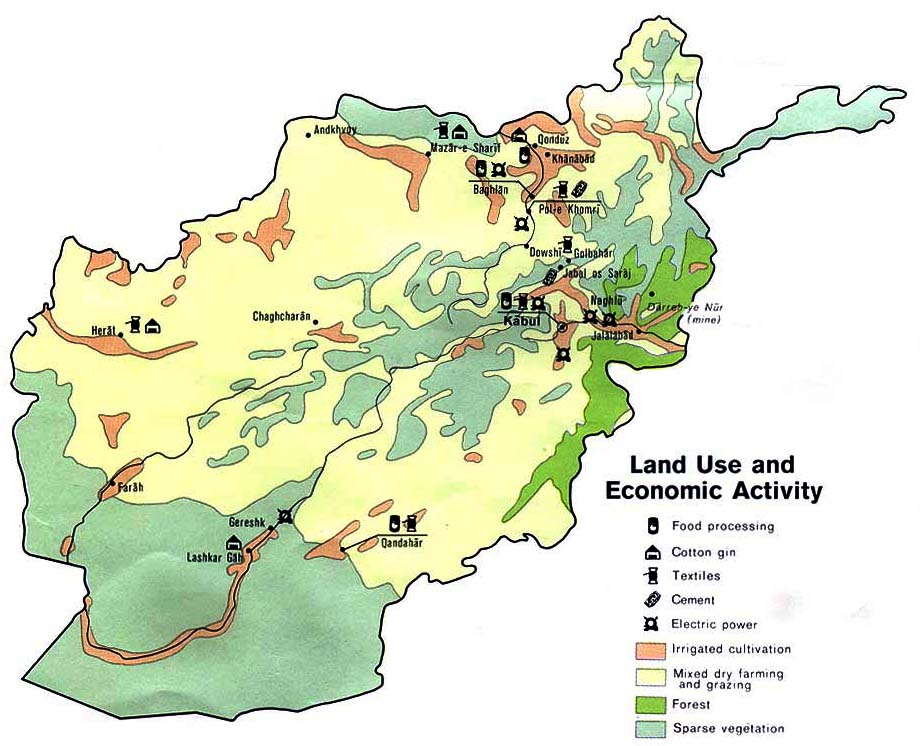 Andkhvoy
Mazār-e Sharīf
Qonduz
Khānābād
Baghlān
Pol-e Khomrī
Dowshī
Golbahār
Jabal os Sarāj
Naghlū
Kābul
Darreh-ye Nūr
(mine)
Jalālābād
Chaghcharān
Herāt
Farāh
Gereshk
Lashkar Gāh
Qandahār
Land Use and
Economic Activity
Food processing
Cotton gin
Textiles
Cement
Electric power
Irrigated cultivation
Mixed dry farming
and grazing
Forest
Sparse vegetation